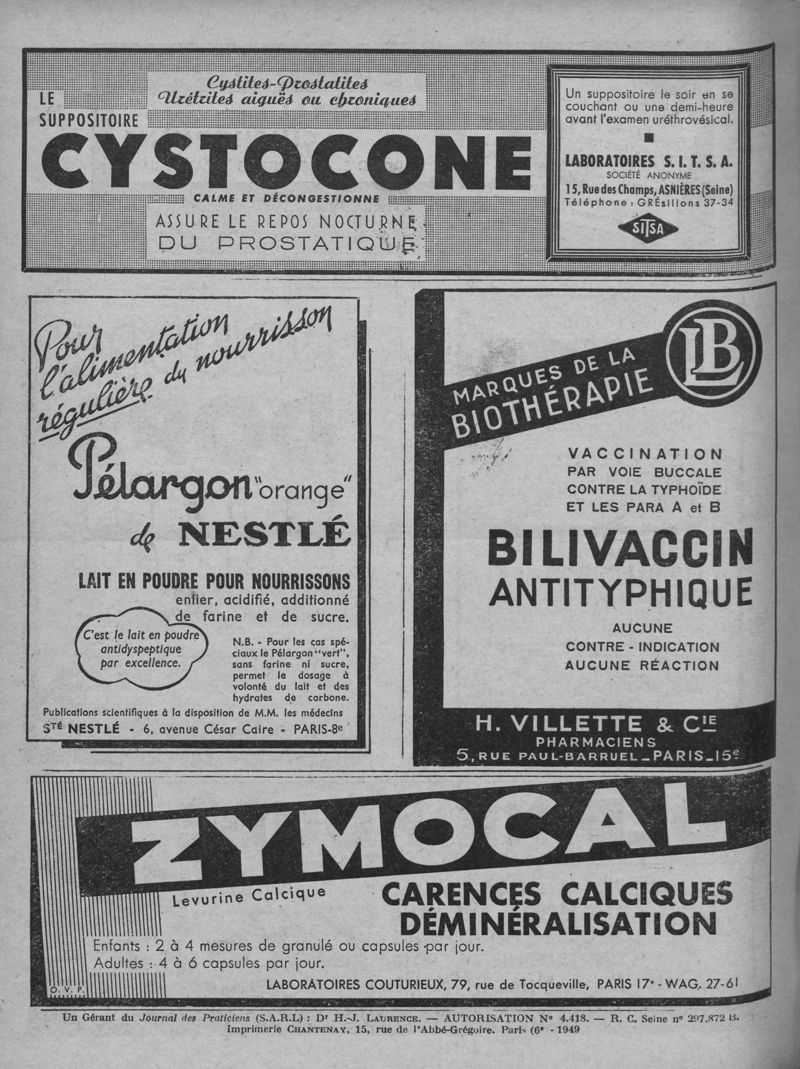 Cystites-Prostatites
Urétrites aiguës ou chroniques
LE
SUPPOSITOIRE
CYSTOCONE
CALME ET DÉCONGESTIONNE
ASSURE LE REPOS NOCTURNE
DU PROSTATIQUE
Un suppositoire le soir en se
couchant ou une demi-heure
avant l'examen uréthrovésical.
LABORATOIRES S. I. T. S. A.
SOCIÉTÉ ANONYME
15, Rue des Champs, ASNIÈRES (Seine)
Téléphone : GRÉsillons 37-34
SITSA
Pour
l'alimentation
régulière du nourrisson
Pélargon "orange"
de NESTLÉ
LAIT EN POUDRE POUR NOURRISSONS
entier, acidifié, additionné
de farine et de sucre.
C'est le lait en poudre
antidyspeptique
par excellence.
N.B. - Pour les cas spé-
ciaux le Pélargon "vert",
sans farine ni sucre,
permet le dosage à
volonté du lait et des
hydrates de carbone.
Publications scientifiques à la disposition de M.M. les médecins
STÉ NESTLÉ - 6, avenue César Caire - PARIS-8e
LB
MARQUES DE LA
BIOTHÉRAPIE
VACCINATION
PAR VOIE BUCCALE
CONTRE LA TYPHOÏDE
ET LES PARA A et B
BILIVACCIN
ANTITYPHIQUE
AUCUNE
CONTRE - INDICATION
AUCUNE RÉACTION
H. VILLETTE & CIE
PHARMACIENS
5, RUE PAUL-BARRUEL_PARIS_15e
ZYMOCAL
Levurine Calcique
CARENCES CALCIQUES
DÉMINÉRALISATION
Enfants : 2 à 4 mesures de granulé ou capsules par jour.
Adultes : 4 à 6 capsules par jour.
O. V. P.
LABORATOIRES COUTURIEUX, 79, rue de Tocqueville, PARIS 17e - WAG. 27-61
Un Gérant du Journal des Praticiens (S.A.R.L) : Dr H.-J. LAURENCE. — AUTORISATION No 4.418. — R. C. Seine no 297.872 B.
Imprimerie CHANTENAY, 15, rue de l'Abbé-Grégoire. Paris (6e - 1949